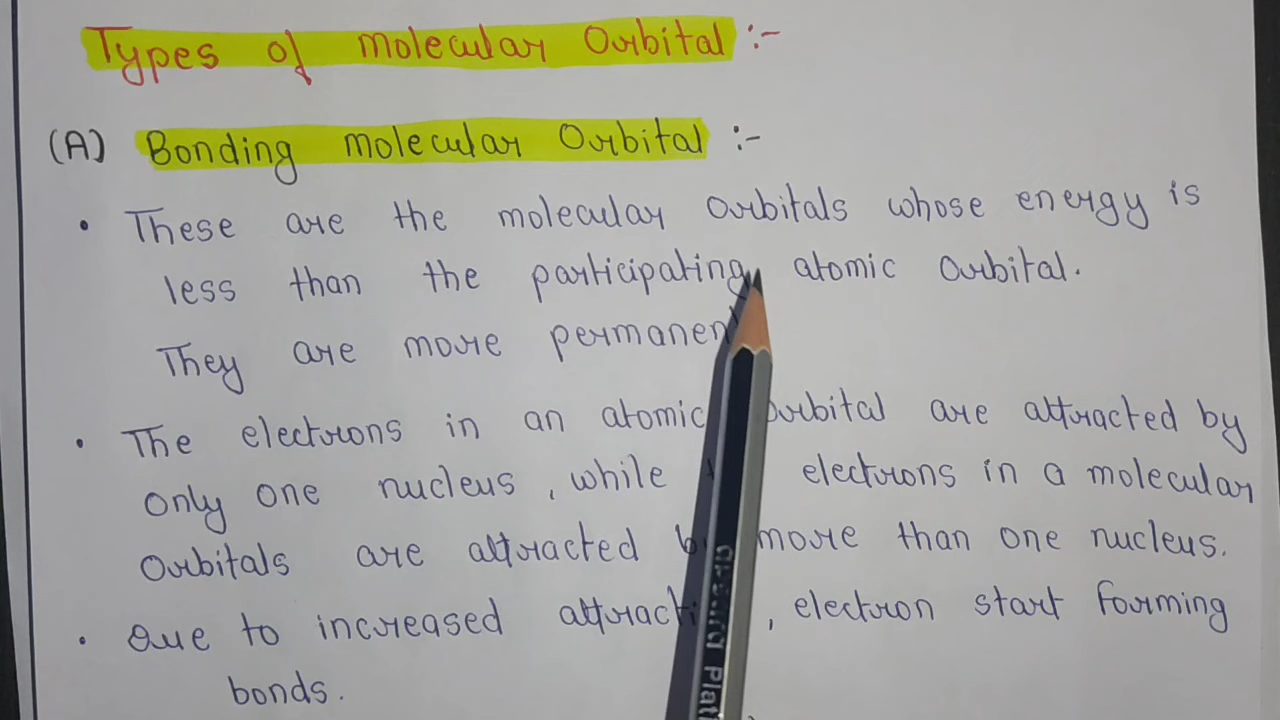 Types of Molecular Orbital :-
(A) Bonding Molecular Orbital :-
• These are the molecular Orbitals whose energy is
less than the participating atomic Orbital.
They are more permanen
• The electrons in an atomic orbital are attracted by
only one nucleus, while electrons in a molecular
Orbitals are attracted more than one nucleus.
• Due to increased attracti , electron start forming
bonds.